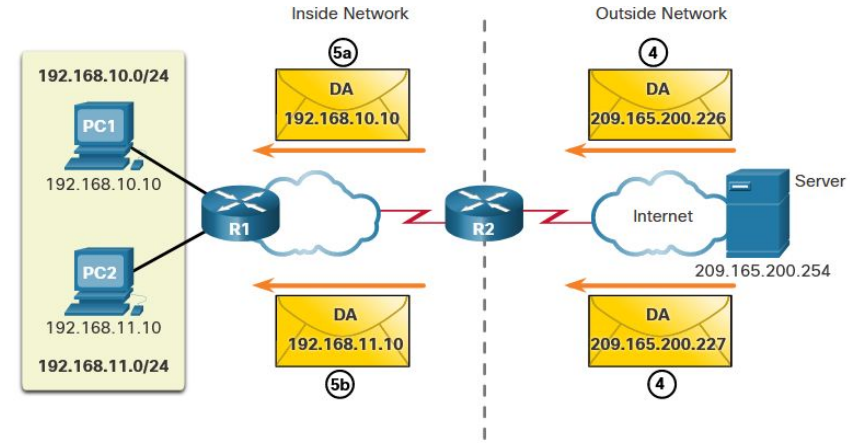 Inside Network
Outside Network
5a
4
192.168.10.0/24
DA
192.168.10.10
DA
209.165.200.226
PC1
192.168.10.10
R1
R2
Internet
Server
209.165.200.254
PC2
192.168.11.10
192.168.11.0/24
DA
192.168.11.10
DA
209.165.200.227
5b
4